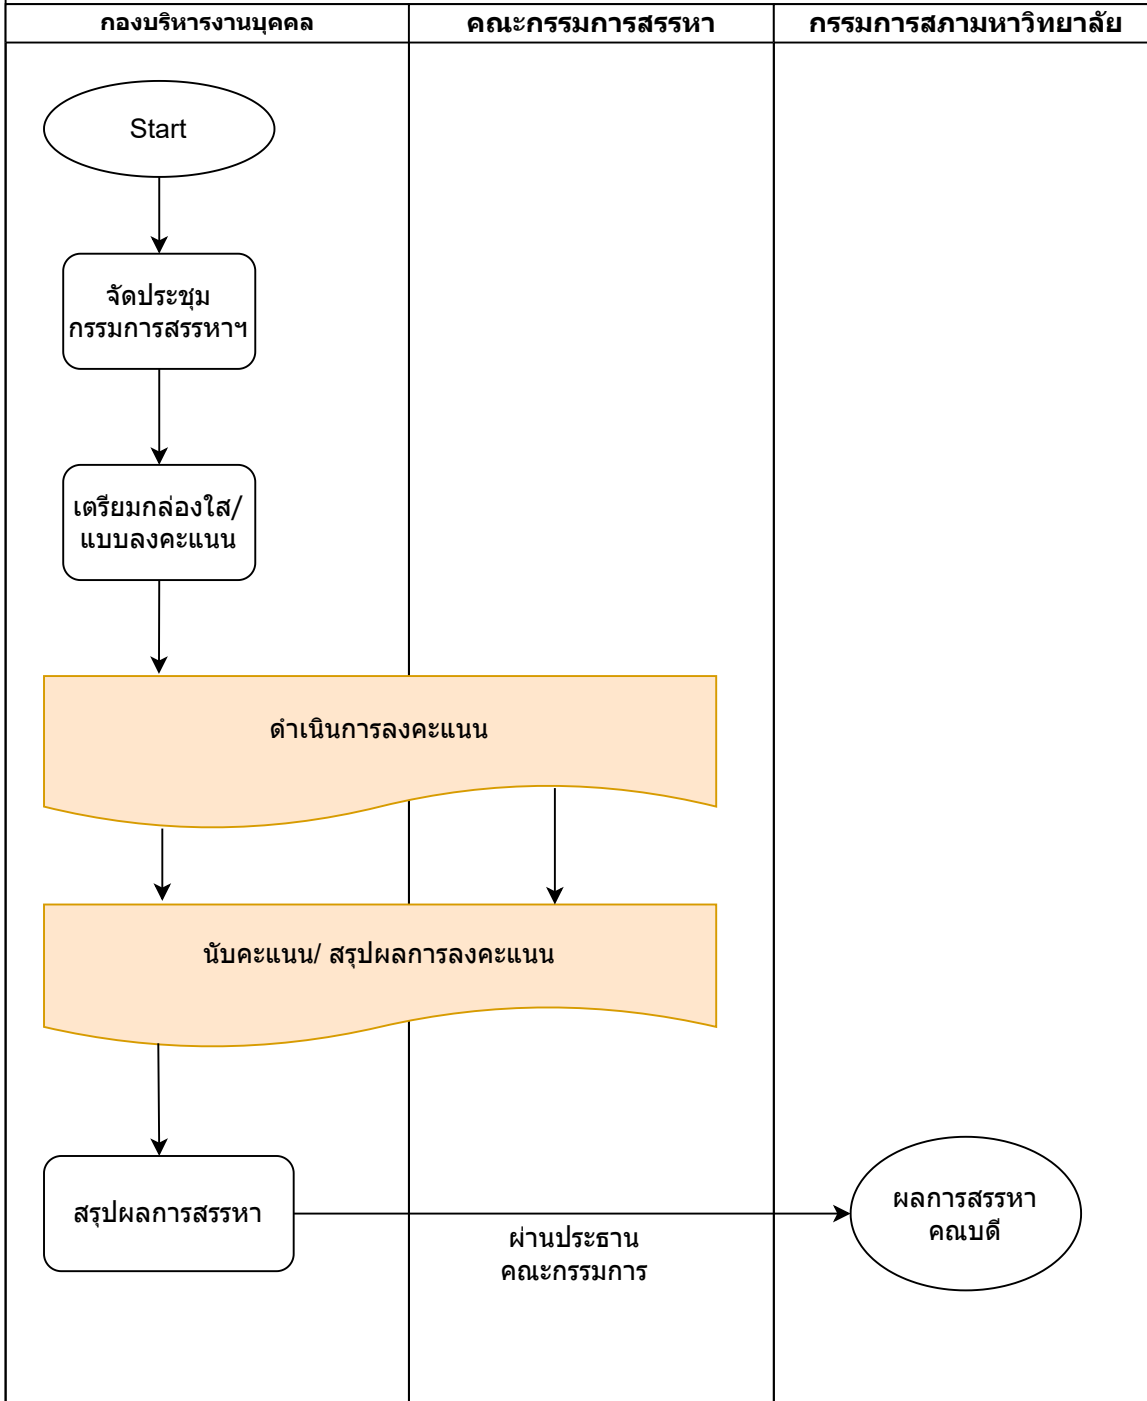 กองบริหารงานบุคคล
คณะกรรมการสรรหา
กรรมการสภามหาวิทยาลัย
Start
จัดประชุม
กรรมการสรรหาฯ
เตรียมกล่องใส/
แบบลงคะแนน
ดำเนินการลงคะแนน
นับคะแนน/ สรุปผลการลงคะแนน
สรุปผลการสรรหา
ผ่านประธาน
คณะกรรมการ
ผลการสรรหา
คณบดี